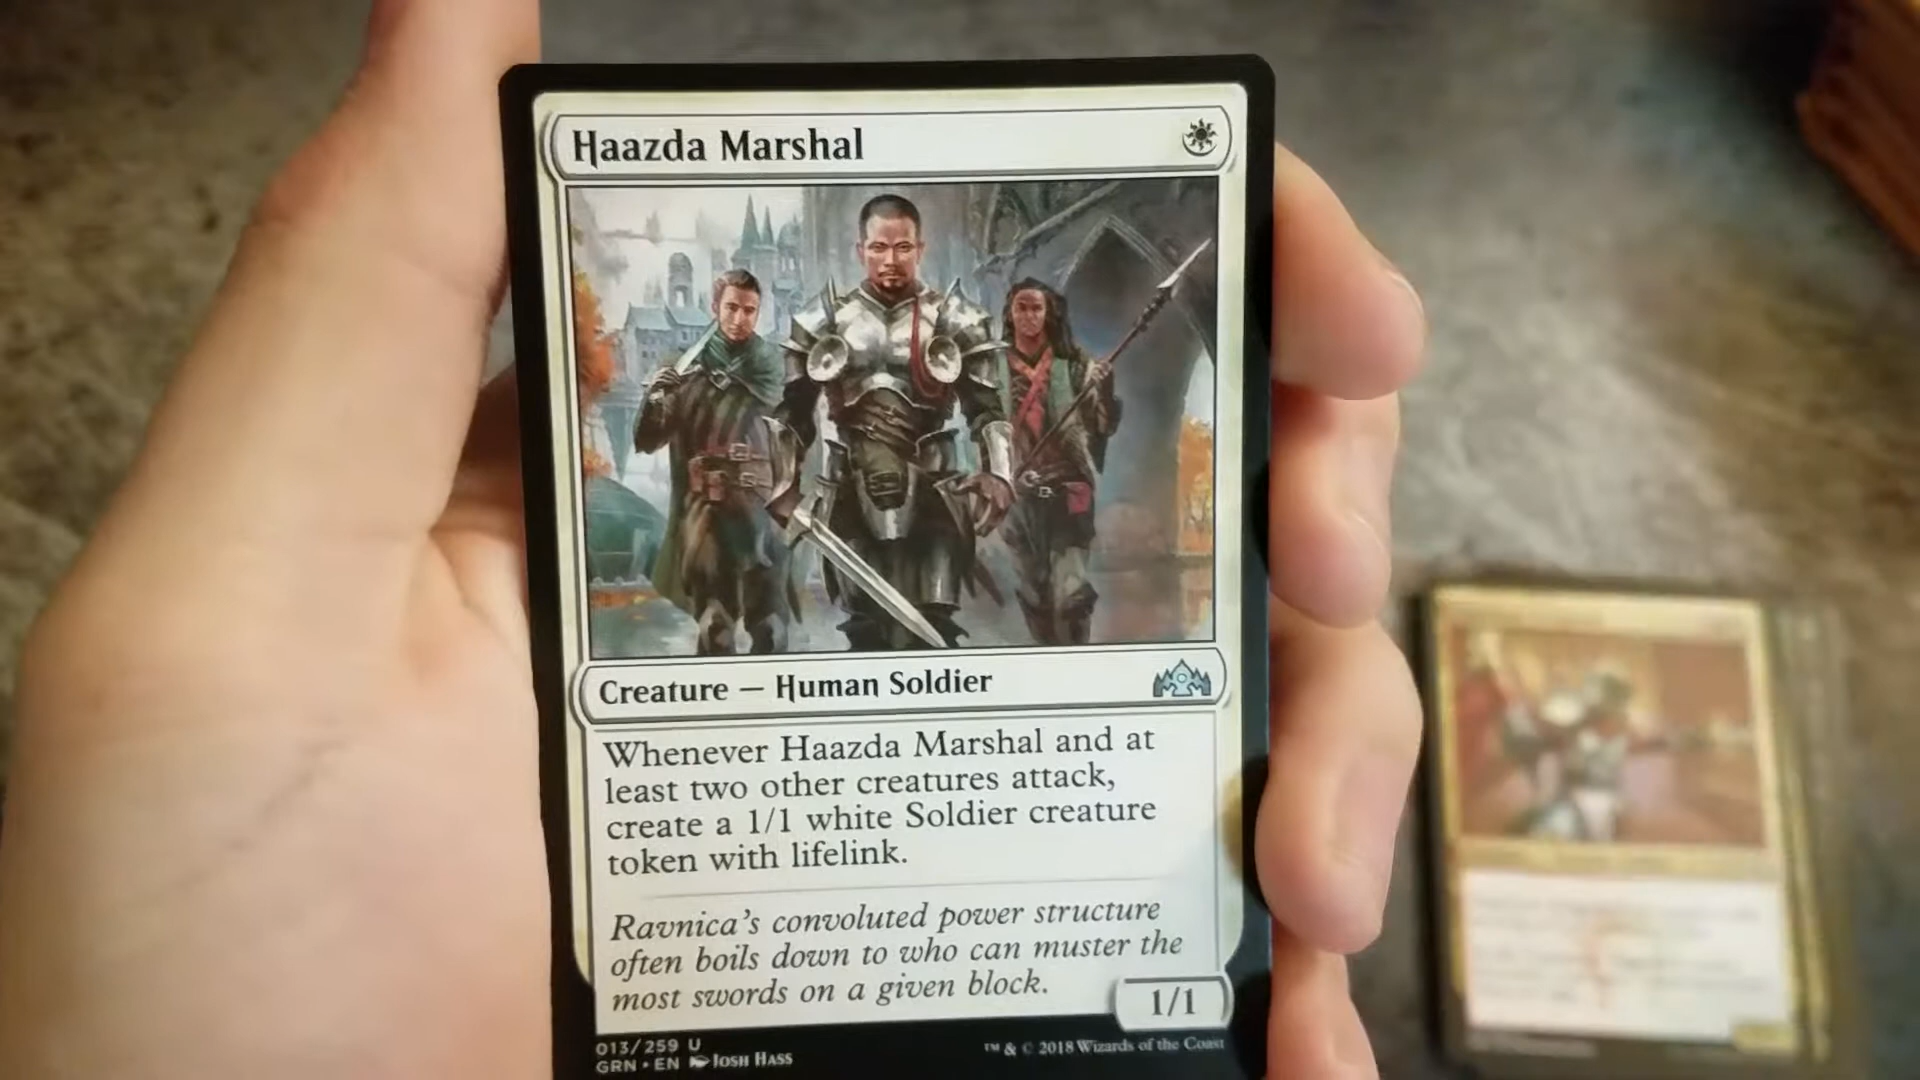 Haazda Marshal
Creature — Human Soldier
Whenever Haazda Marshal and at
least two other creatures attack,
create a 1/1 white Soldier creature
token with lifelink.
Ravnica's convoluted power structure
often boils down to who can muster the
most swords on a given block.
1/1
013/259 U
GRN • EN Josh Hass
™ & © 2018 Wizards of the Coast